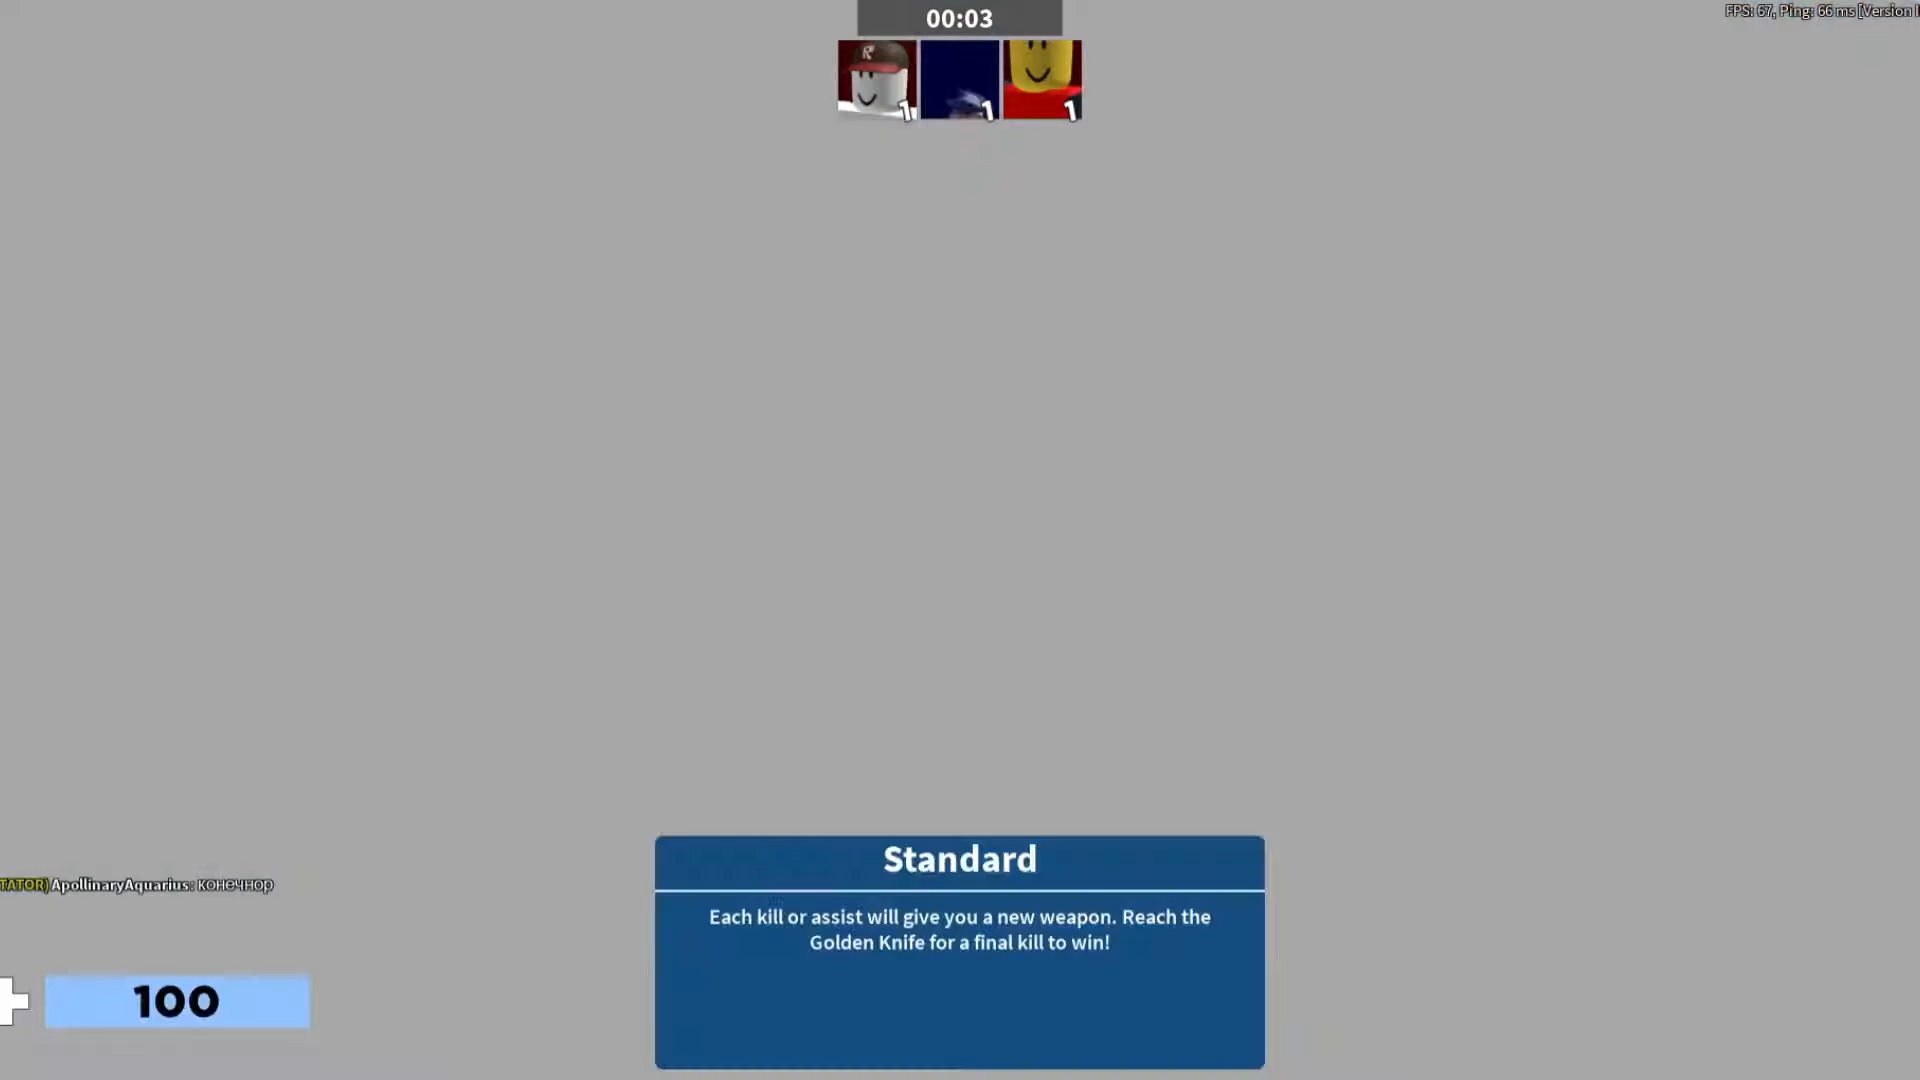 00:03
FPS: 67, Ping: 66 ms [Version
R
1
1
1
TATOR) ApollinaryAquarius: КОНЕЧНОР
Standard
Each kill or assist will give you a new weapon. Reach the
Golden Knife for a final kill to win!
100